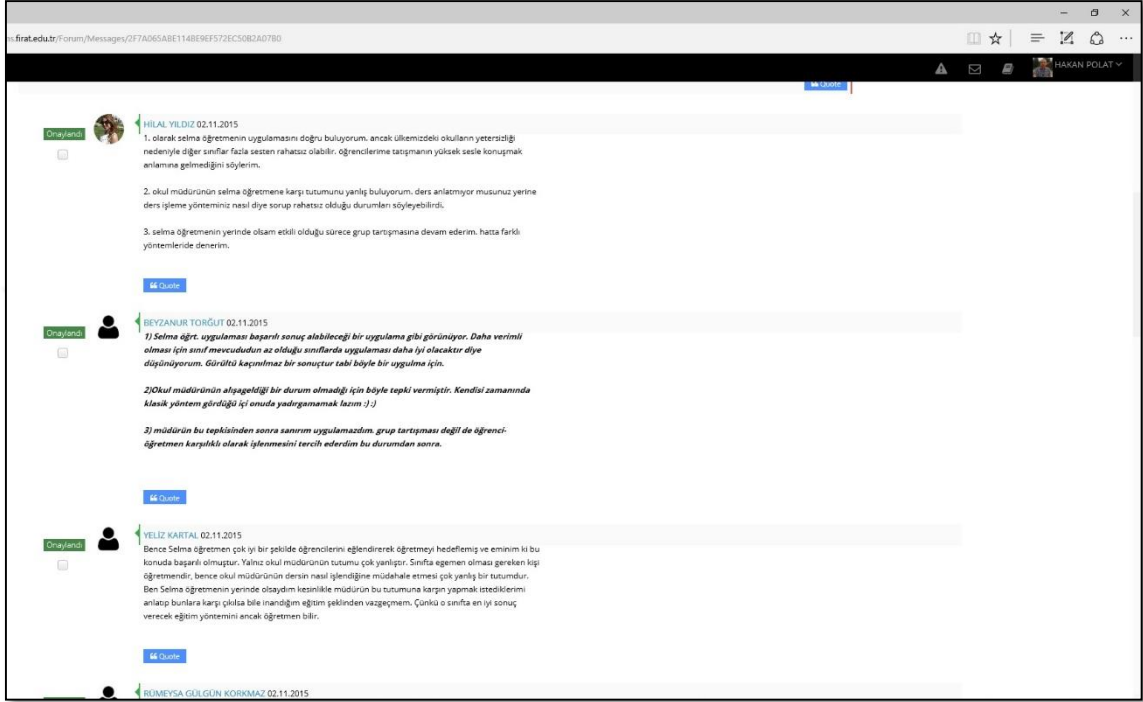 ns.firat.edu.tr/Forum/Messages/2F7A065ABE114BE9EF572EC50B2A07B0
HAKAN POLAT
Quote
HİLAL YILDIZ 02.11.2015
Onaylandı
1. olarak selma öğretmenin uygulamasını doğru buluyorum. ancak ülkemizdeki okulların yetersizliği
nedeniyle diğer sınıflar fazla sesten rahatsız olabilir. öğrencilerime tatışmanın yüksek sesle konuşmak
anlamına gelmediğini söylerim.
2. okul müdürünün selma öğretmene karşı tutumunu yanlış buluyorum. ders anlatmıyor musunuz yerine
ders işleme yönteminiz nasıl diye sorup rahatsız olduğu durumları söyleyebilirdi.
3. selma öğretmenin yerinde olsam etkili olduğu sürece grup tartışmasına devam ederim. hatta farklı
yöntemleride denerim.
Quote
BEYZANUR TORĞUT 02.11.2015
Onaylandı
1) Selma öğrt. uygulaması başarılı sonuç alabileceği bir uygulama gibi görünüyor. Daha verimli
olması için sınıf mevcududun az olduğu sınıflarda uygulaması daha iyi olacaktır diye
düşünüyorum. Gürültü kaçınılmaz bir sonuçtur tabi böyle bir uygulma için.
2)Okul müdürünün alışageldiği bir durum olmadığı için böyle tepki vermiştir. Kendisi zamanında
klasik yöntem gördüğü içi onuda yadırgamamak lazım :) :)
3) müdürün bu tepkisinden sonra sanırım uygulamazdım. grup tartışması değil de öğrenci-
öğretmen karşılıklı olarak işlenmesini tercih ederdim bu durumdan sonra.
Quote
YELİZ KARTAL 02.11.2015
Onaylandı
Bence Selma öğretmen çok iyi bir şekilde öğrencilerini eğlendirerek öğretmeyi hedeflemiş ve eminim ki bu
konuda başarılı olmuştur. Yalnız okul müdürünün tutumu çok yanlıştır. Sınıfta egemen olması gereken kişi
öğretmendir, bence okul müdürünün dersin nasıl işlendiğine müdahale etmesi çok yanlış bir tutumdur.
Ben Selma öğretmenin yerinde olsaydım kesinlikle müdürün bu tutumuna karşın yapmak istediklerimi
anlatıp bunlara karşı çıkılsa bile inandığım eğitim şeklinden vazgeçmem. Çünkü o sınıfta en iyi sonuç
verecek eğitim yöntemini ancak öğretmen bilir.
Quote
RÜMEYSA GÜLGÜN KORKMAZ 02.11.2015